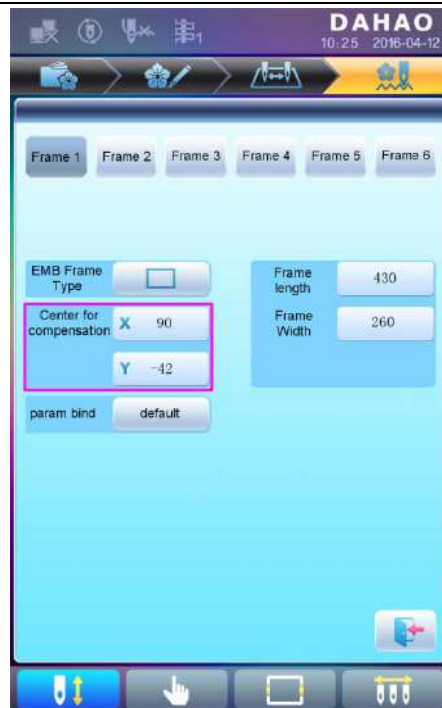 DAHAO
10:25 2016-04-12
1
Frame 1 Frame 2 Frame 3 Frame 4 Frame 5 Frame 6
EMB Frame Type
Frame length 430
Center for compensation X 90
Frame Width 260
Y -42
param bind default